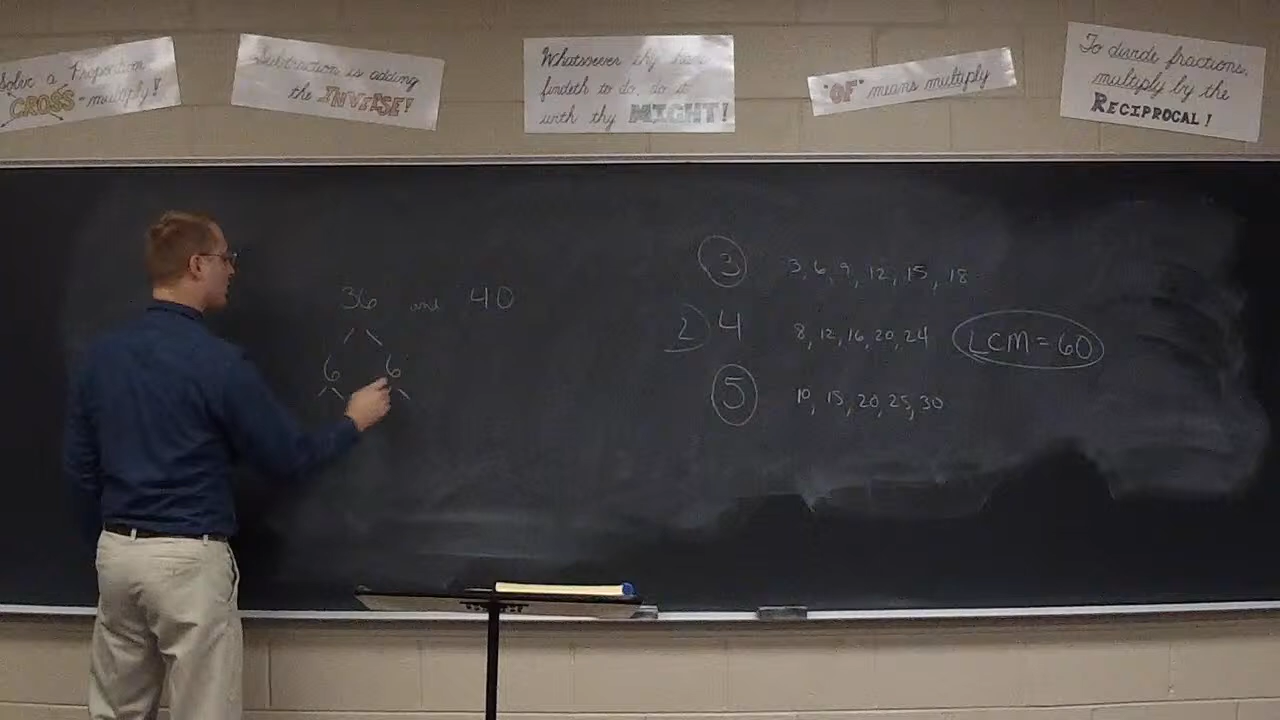 Solve a Proportion
CROSS-multiply!
Subtraction is adding
the INVERSE!
Whatsoever thy
findeth to do, do it
with thy MIGHT!
"OF" means multiply
To divide fractions,
multiply by the
RECIPROCAL!
36 and 40
6 6
3 3, 6, 9, 12, 15, 18
2 4 8, 12, 16, 20, 24
LCM = 60
5 10, 15, 20, 25, 30